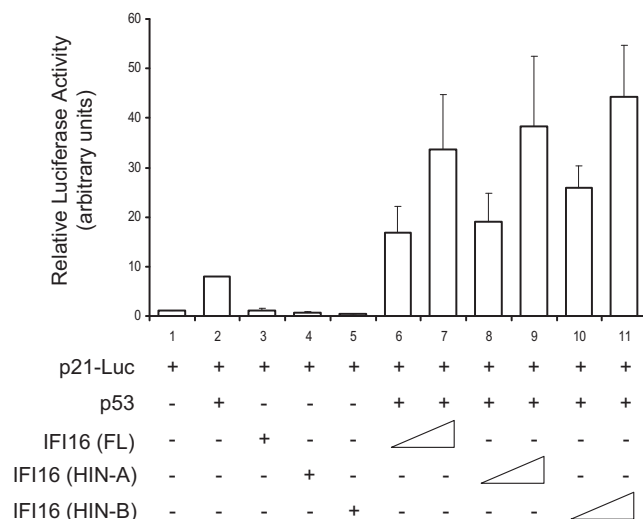 Relative Luciferase Activity
(arbitrary units)
60
50
40
30
20
10
0
1 2 3 4 5 6 7 8 9 10 11
p21-Luc + + + + + + + + + + +
p53 - + - - - + + + + + +
IFI16 (FL) - - + - - - - - -
IFI16 (HIN-A) - - - + - - - - -
IFI16 (HIN-B) - - - - + - - - -